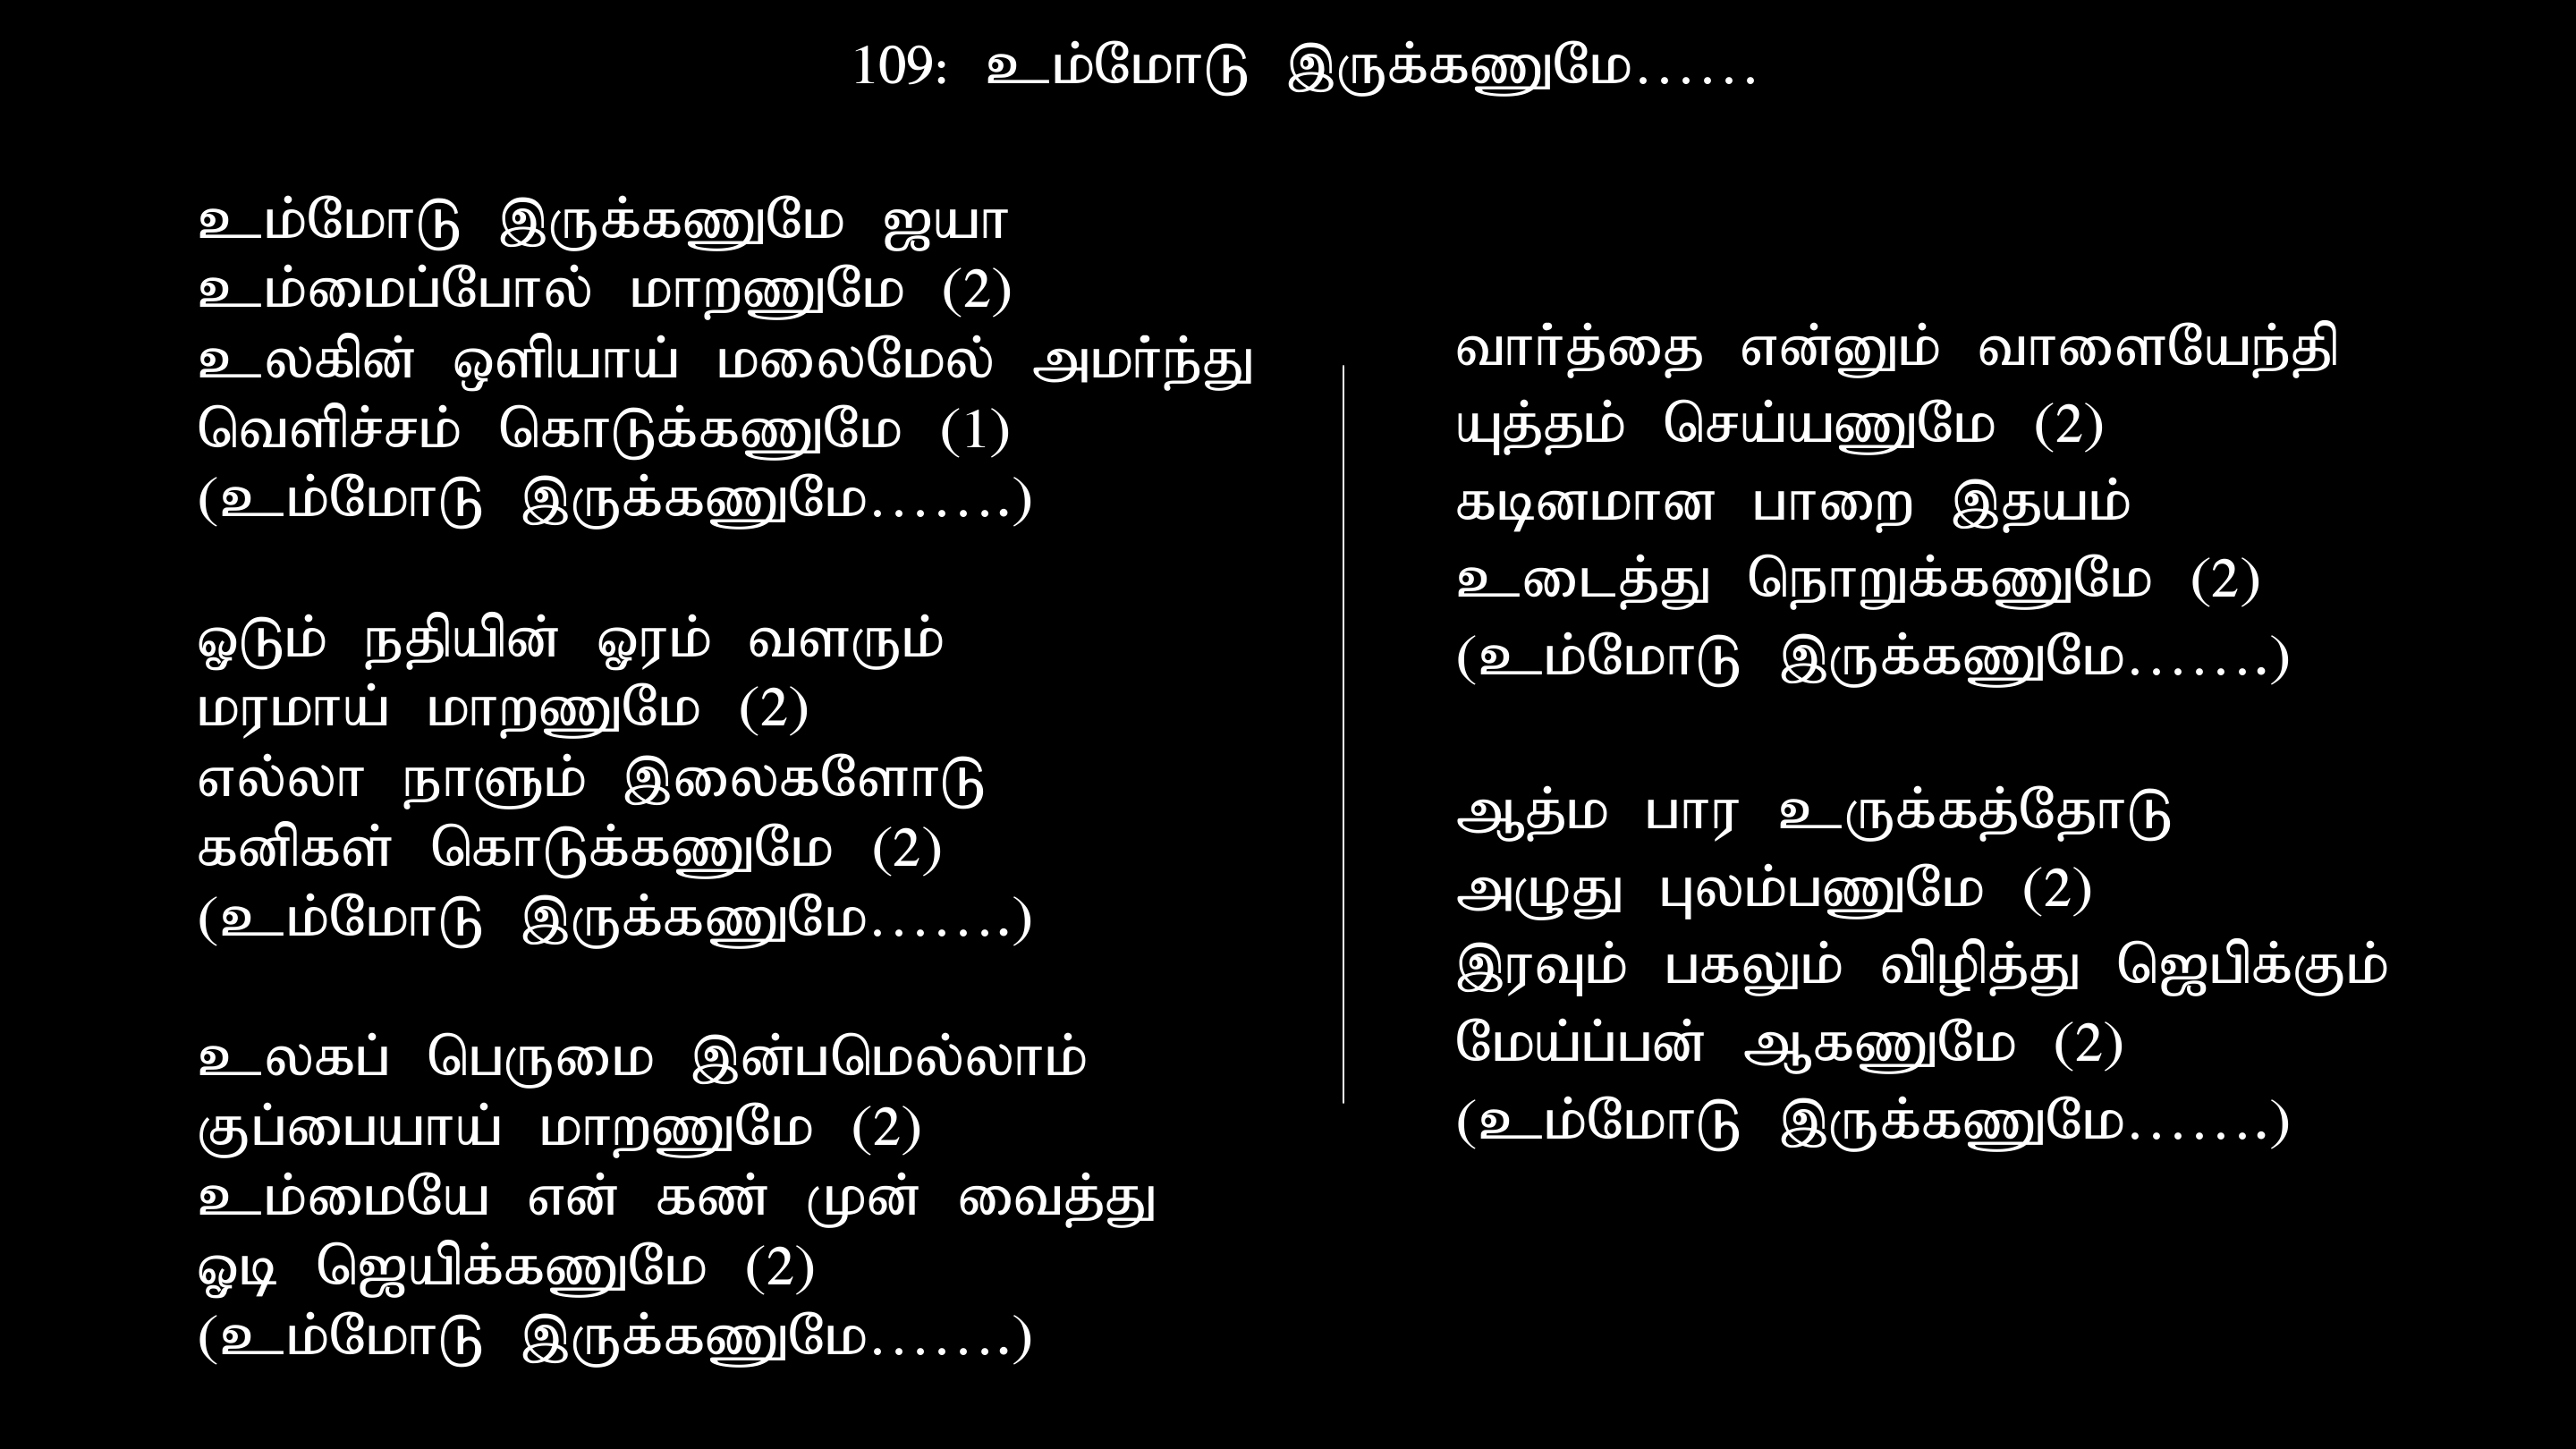 109: உம்மோடு இருக்கணுமே......
உம்மோடு இருக்கணுமே ஐயா
உம்மைப்போல் மாறணுமே (2)
உலகின் ஒளியாய் மலைமேல் அமர்ந்து
வெளிச்சம் கொடுக்கணுமே (1)
(உம்மோடு இருக்கணுமே.......)
ஓடும் நதியின் ஓரம் வளரும்
மரமாய் மாறணுமே (2)
எல்லா நாளும் இலைகளோடு
கனிகள் கொடுக்கணுமே (2)
(உம்மோடு இருக்கணுமே.......)
உலகப் பெருமை இன்பமெல்லாம்
குப்பையாய் மாறணுமே (2)
உம்மையே என் கண் முன் வைத்து
ஓடி ஜெயிக்கணுமே (2)
(உம்மோடு இருக்கணுமே.......)
வார்த்தை என்னும் வாளையேந்தி
யுத்தம் செய்யணுமே (2)
கடினமான பாறை இதயம்
உடைத்து நொறுக்கணுமே (2)
(உம்மோடு இருக்கணுமே.......)
ஆத்ம பார உருக்கத்தோடு
அழுது புலம்பணுமே (2)
இரவும் பகலும் விழித்து ஜெபிக்கும்
மேய்ப்பன் ஆகணுமே (2)
(உம்மோடு இருக்கணுமே.......)